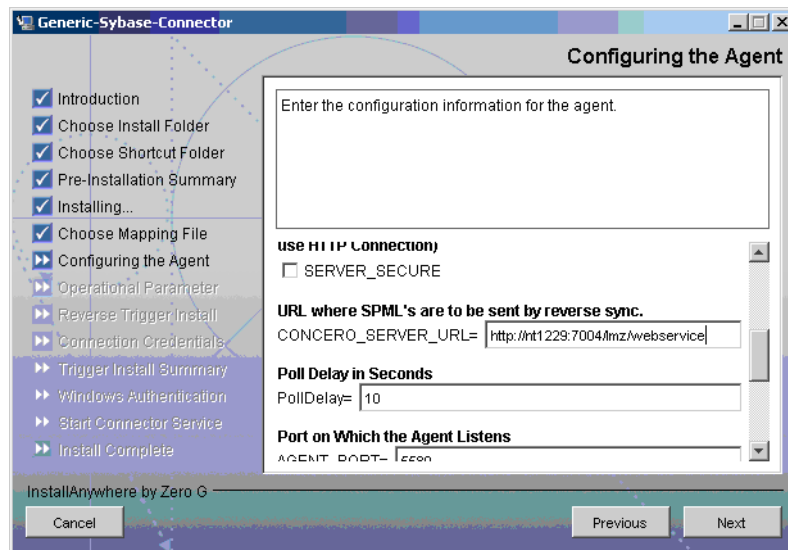 Generic-Sybase-Connector
Configuring the Agent
Introduction
Choose Install Folder
Choose Shortcut Folder
Pre-Installation Summary
Installing...
Choose Mapping File
Configuring the Agent
Operational Parameter
Reverse Trigger Install
Connection Credentials
Trigger Install Summary
Windows Authentication
Start Connector Service
Install Complete
Enter the configuration information for the agent.
use HTTP Connection)
SERVER_SECURE
URL where SPML's are to be sent by reverse sync.
CONCERO_SERVER_URL= http://nt1229:7004/lmz/webservice
Poll Delay in Seconds
PollDelay= 10
Port on Which the Agent Listens
AGENT_PORT= 5580
InstallAnywhere by Zero G
Cancel Previous Next